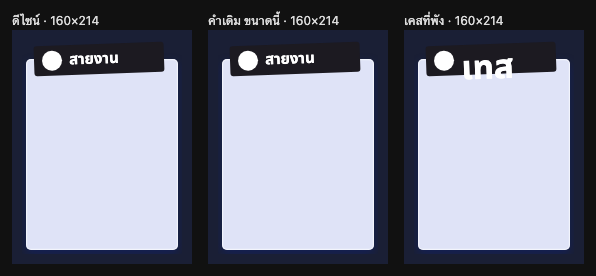 ดีไซน์ · 160×214
คำเดิม ขนาดนี้ · 160×214
เคสที่พัง · 160×214
สายงาน
สายงาน
เทส